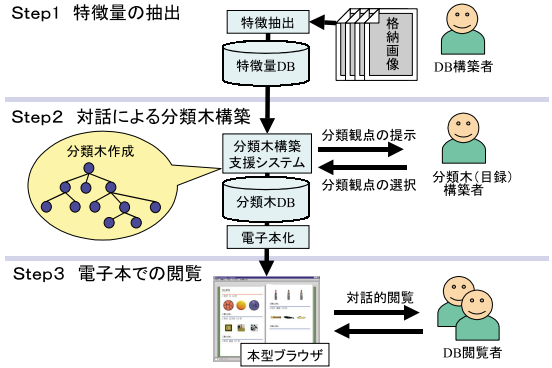 Step1 特徴量の抽出
特徴抽出
格納画像
特徴量DB
DB構築者
Step2 対話による分類木構築
分類木作成
分類木構築
支援システム
分類観点の提示
分類観点の選択
分類木（目録）
構築者
分類木DB
電子本化
Step3 電子本での閲覧
対話的閲覧
本型ブラウザ
DB閲覧者